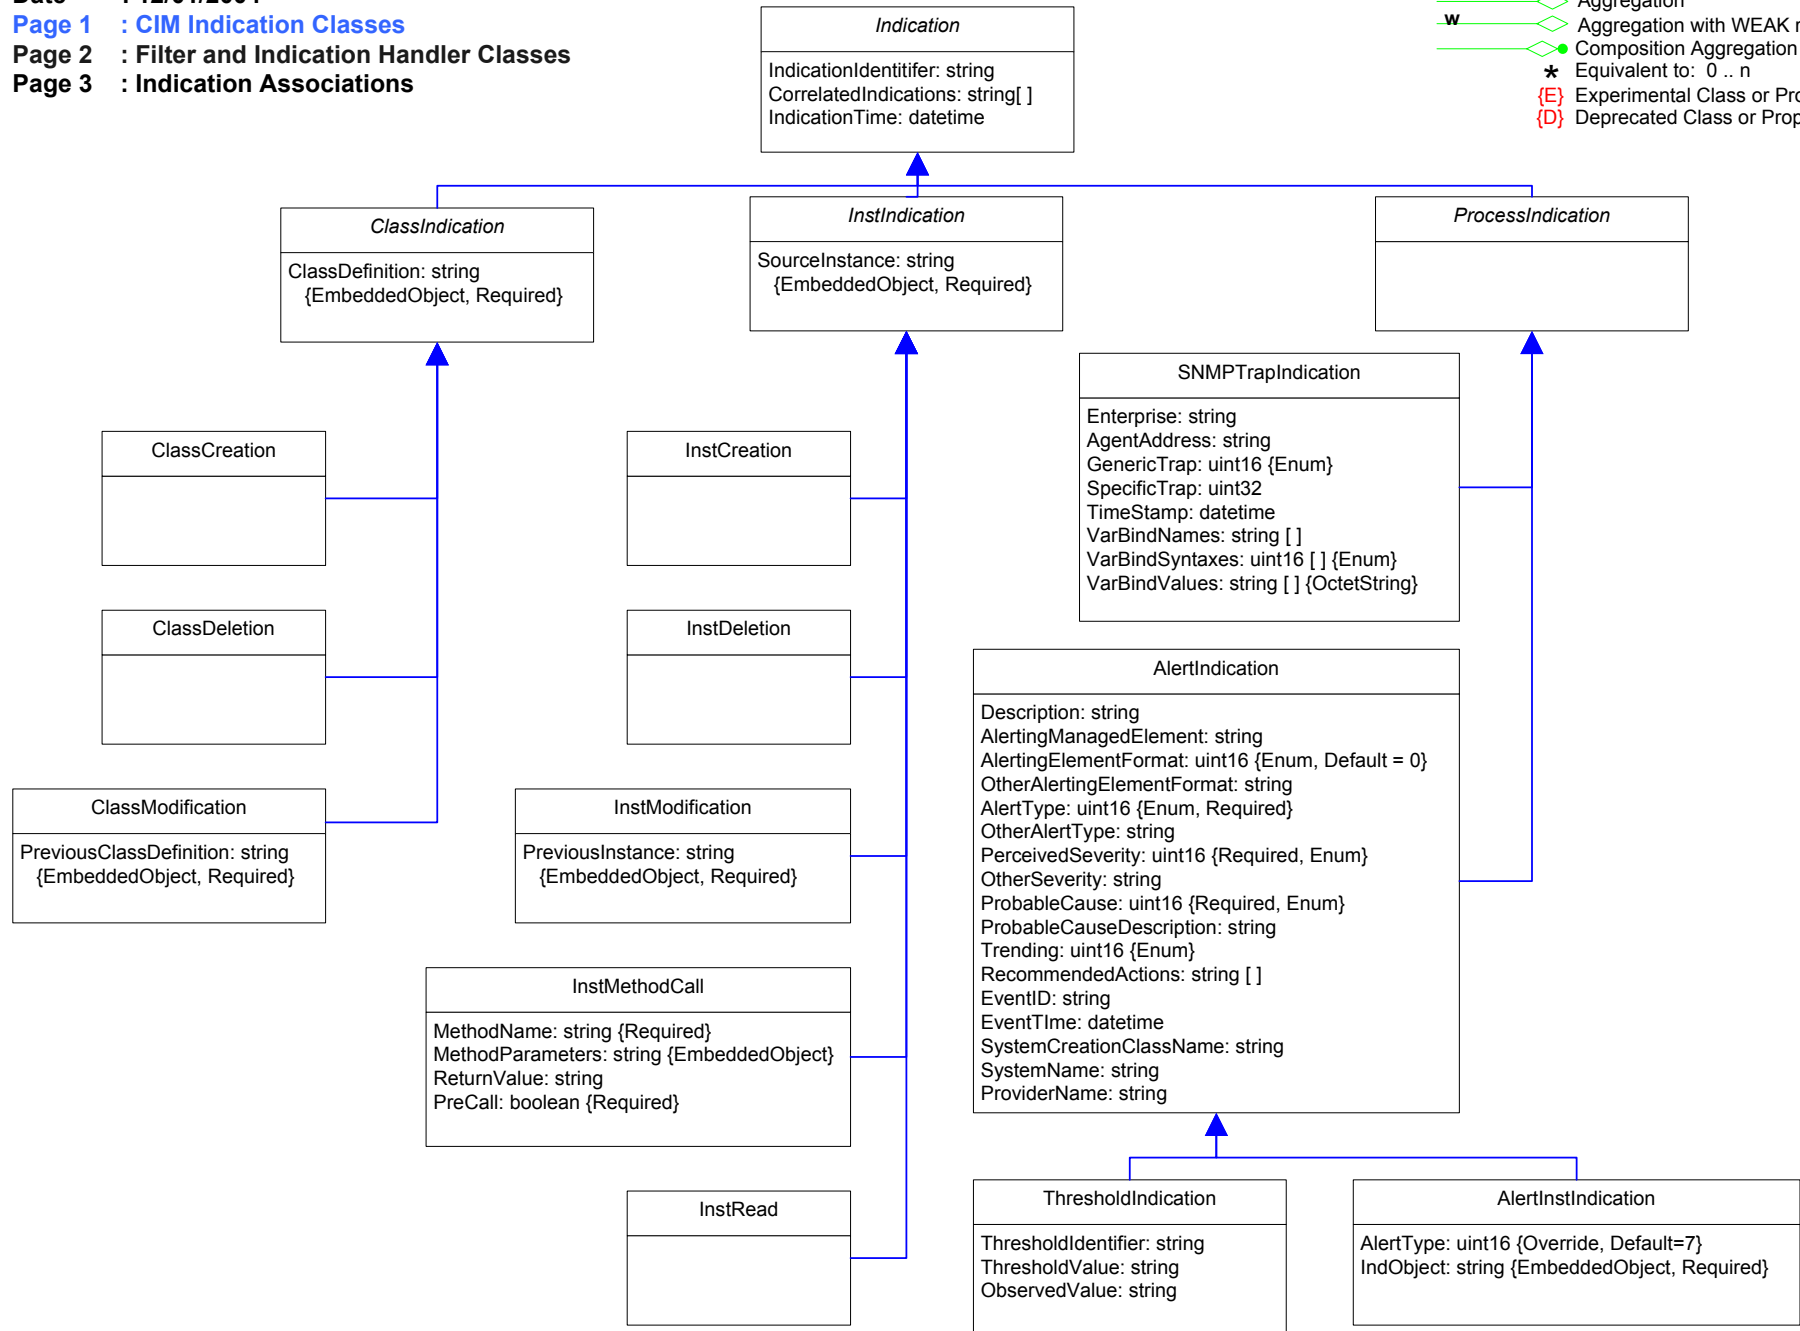 Page 1 : CIM Indication Classes
Page 2 : Filter and Indication Handler Classes
Page 3 : Indication Associations
Aggregation
w Aggregation with WEAK
Composition Aggregation
* Equivalent to: 0 .. n
{E} Experimental Class or
{D} Deprecated Class or
Indication
IndicationIdentitifer: string
CorrelatedIndications: string[ ]
IndicationTime: datetime
ClassIndication
ClassDefinition: string
{EmbeddedObject, Required}
InstIndication
SourceInstance: string
{EmbeddedObject, Required}
ProcessIndication
SNMPTrapIndication
Enterprise: string
AgentAddress: string
GenericTrap: uint16 {Enum}
SpecificTrap: uint32
TimeStamp: datetime
VarBindNames: string [ ]
VarBindSyntaxes: uint16 [ ] {Enum}
VarBindValues: string [ ] {OctetString}
ClassCreation
InstCreation
ClassDeletion
InstDeletion
AlertIndication
Description: string
AlertingManagedElement: string
AlertingElementFormat: uint16 {Enum, Default = 0}
OtherAlertingElementFormat: string
AlertType: uint16 {Enum, Required}
OtherAlertType: string
PerceivedSeverity: uint16 {Required, Enum}
OtherSeverity: string
ProbableCause: uint16 {Required, Enum}
ProbableCauseDescription: string
Trending: uint16 {Enum}
RecommendedActions: string [ ]
EventID: string
EventTIme: datetime
SystemCreationClassName: string
SystemName: string
ProviderName: string
ClassModification
PreviousClassDefinition: string
{EmbeddedObject, Required}
InstModification
PreviousInstance: string
{EmbeddedObject, Required}
InstMethodCall
MethodName: string {Required}
MethodParameters: string {EmbeddedObject}
ReturnValue: string
PreCall: boolean {Required}
InstRead
ThresholdIndication
ThresholdIdentifier: string
ThresholdValue: string
ObservedValue: string
AlertInstIndication
AlertType: uint16 {Override, Default=7}
IndObject: string {EmbeddedObject, Required}